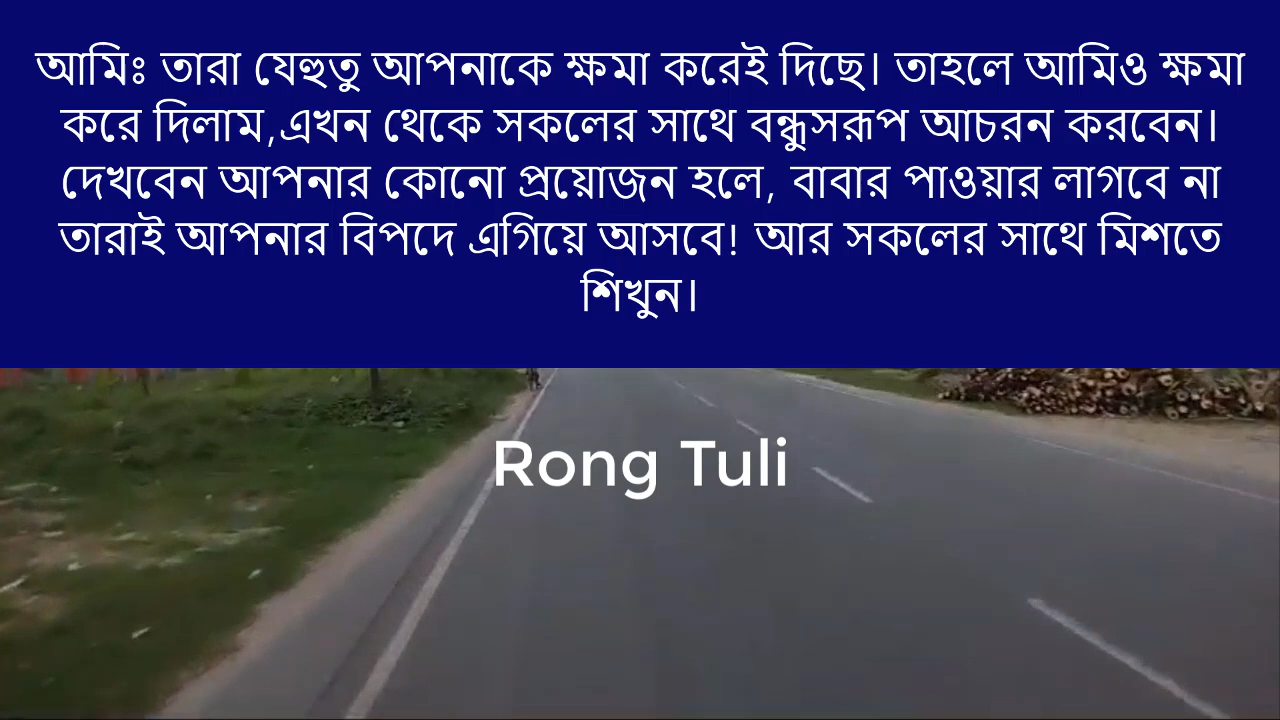 আমিঃ তারা যেহুতু আপনাকে ক্ষমা করেই দিছে। তাহলে আমিও ক্ষমা
করে দিলাম,এখন থেকে সকলের সাথে বন্ধুসরূপ আচরন করবেন।
দেখবেন আপনার কোনো প্রয়োজন হলে, বাবার পাওয়ার লাগবে না
তারাই আপনার বিপদে এগিয়ে আসবে! আর সকলের সাথে মিশতে
শিখুন।
Rong Tuli